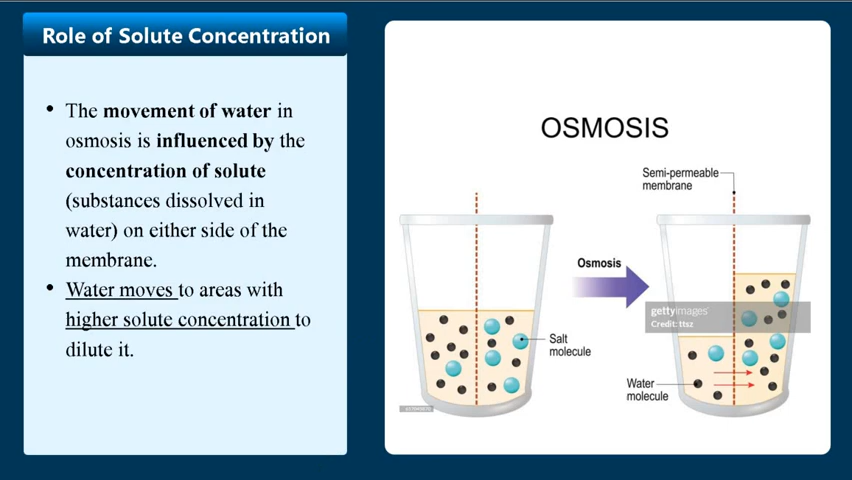 Role of Solute Concentration
• The movement of water in
osmosis is influenced by the
concentration of solute
(substances dissolved in
water) on either side of the
membrane.
• Water moves to areas with
higher solute concentration to
dilute it.
OSMOSIS
Semi-permeable
membrane
Osmosis
gettyimages®
Credit: ttsz
Salt
molecule
Water
molecule